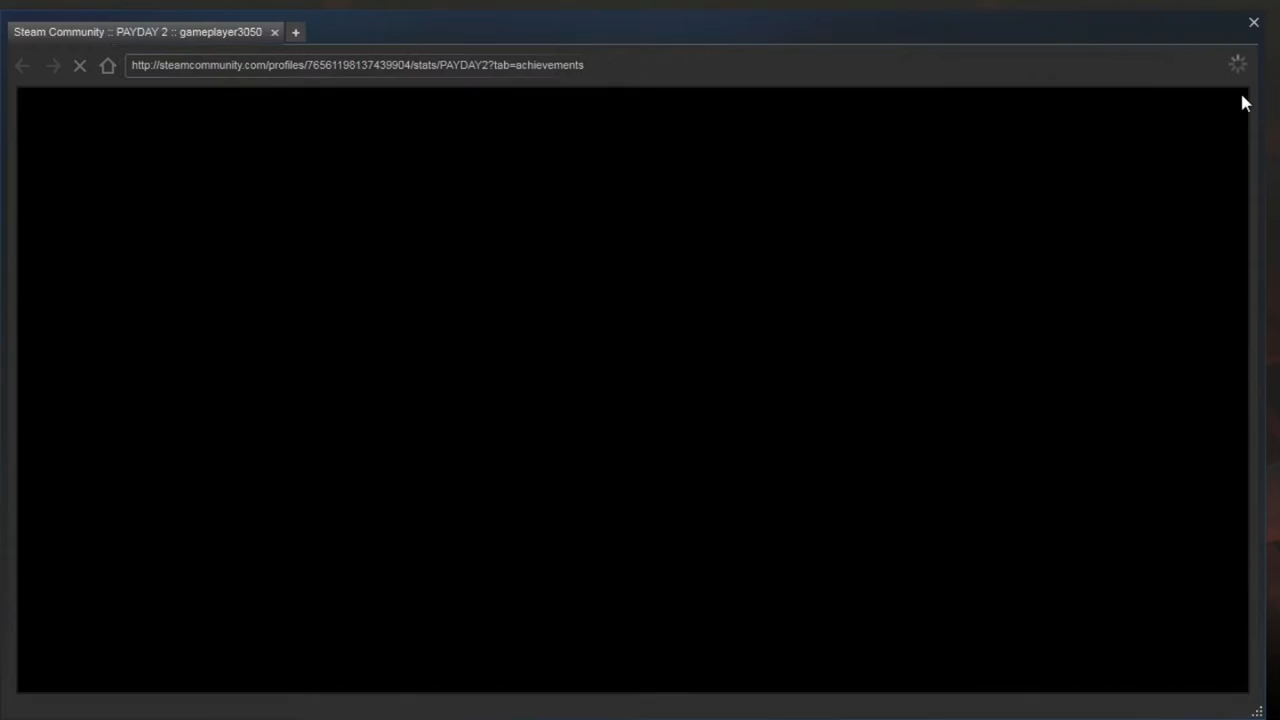 Steam Community :: PAYDAY 2 :: gameplayer3050
http://steamcommunity.com/profiles/76561198137439904/stats/PAYDAY2?tab=achievements